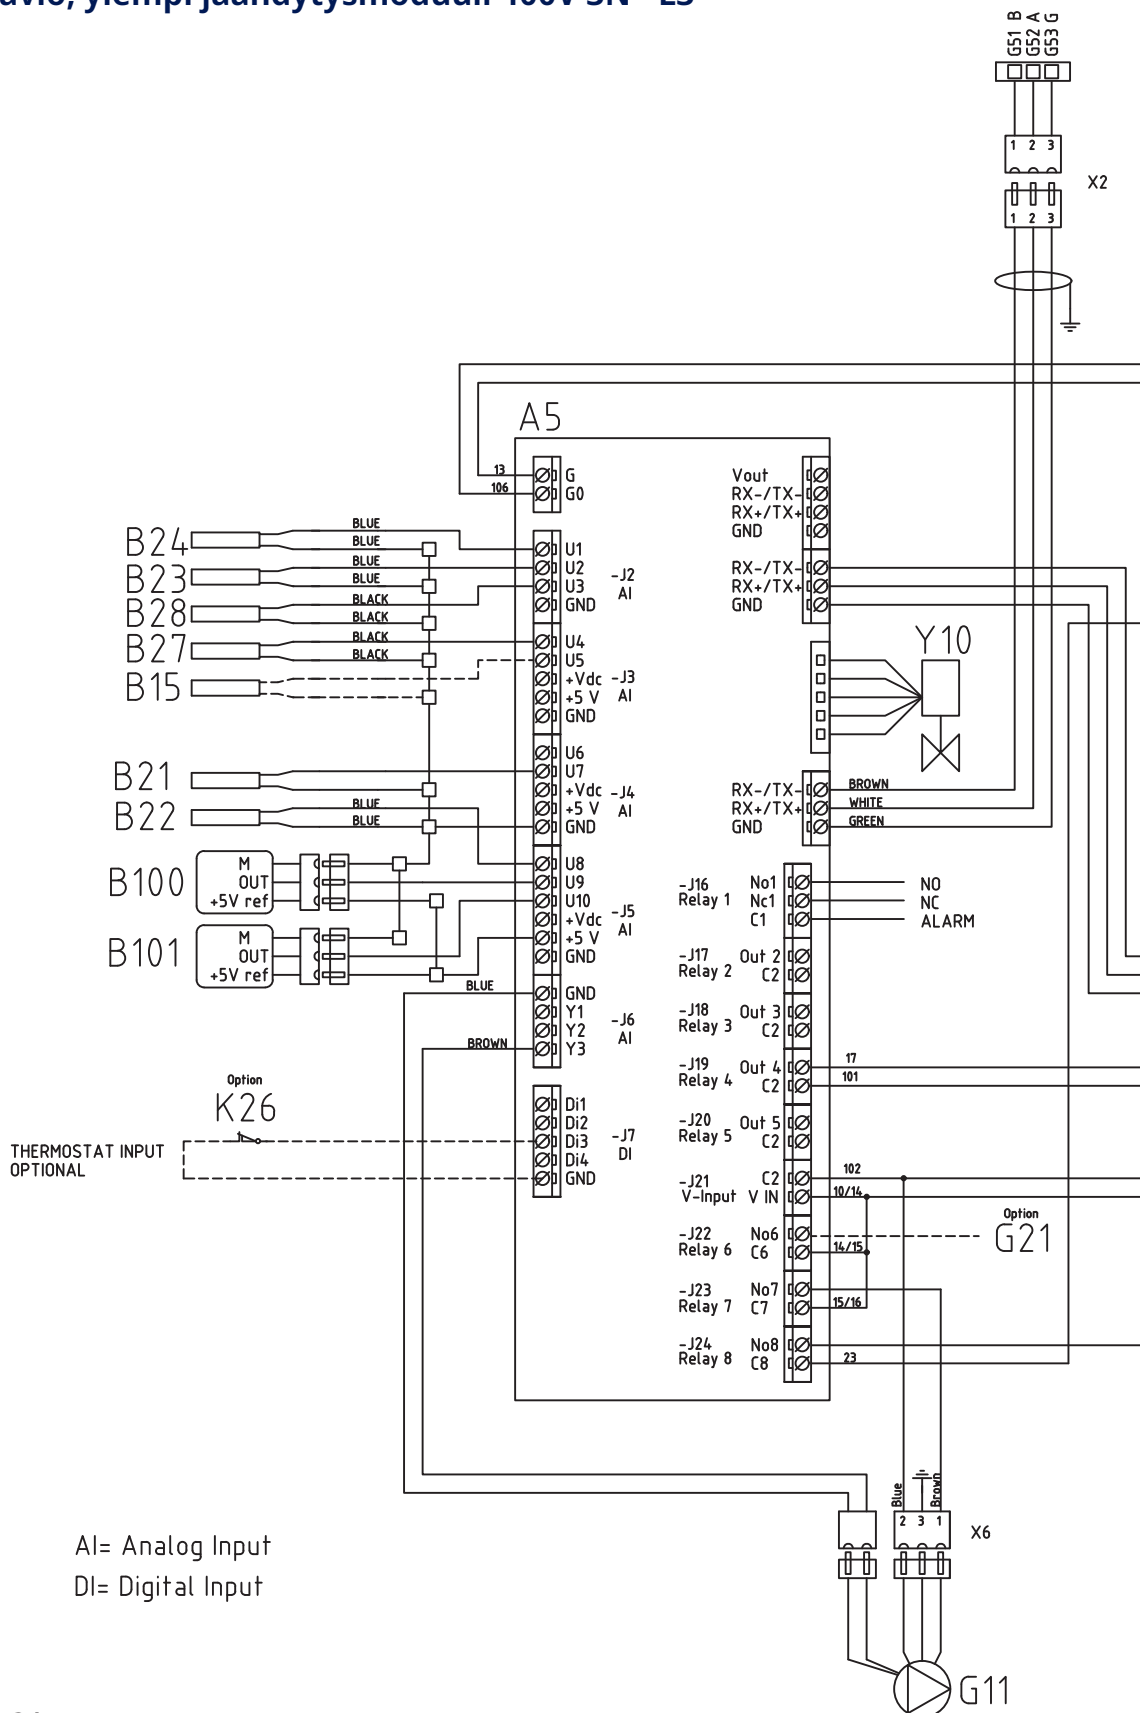 ylempi jäähdytysmoduuli 400V 3N~
G51 B
G52 A
G53 G
1 2 3
X2
1 2 3
A5
13 G
106 G0
Vout
RX-/TX-
RX+/TX+
GND
B24 BLUE
BLUE
B23 BLUE
BLUE
B28 BLACK
BLACK
B27 BLACK
BLACK
B15
U1
U2
U3
GND
-J2
AI
RX-/TX-
RX+/TX+
GND
U4
U5
+Vdc
+5 V
GND
-J3
AI
Y10
B21
B22 BLUE
BLUE
U6
U7
+Vdc
+5 V
GND
-J4
AI
RX-/TX- BROWN
RX+/TX+ WHITE
GND GREEN
B100
M
OUT
+5V ref
B101
M
OUT
+5V ref
U8
U9
U10
+Vdc
+5 V
GND
-J5
AI
-J16
Relay 1
No1 NO
Nc1 NC
C1 ALARM
-J17
Relay 2
Out 2
C2
BLUE
BROWN
GND
Y1
Y2
Y3
-J6
AI
-J18
Relay 3
Out 3
C2
-J19
Relay 4
Out 4 17
C2 101
Option
K26
THERMOSTAT INPUT
OPTIONAL
Di1
Di2
Di3
Di4
GND
-J7
DI
-J20
Relay 5
Out 5
C2
-J21
V-Input
C2 102
V IN 10/14
-J22
Relay 6
No6
C6 14/15
Option
G21
-J23
Relay 7
No7
C7 15/16
-J24
Relay 8
No8
C8 23
Blue
Brown
2 3 1
X6
AI= Analog Input
DI= Digital Input
G11